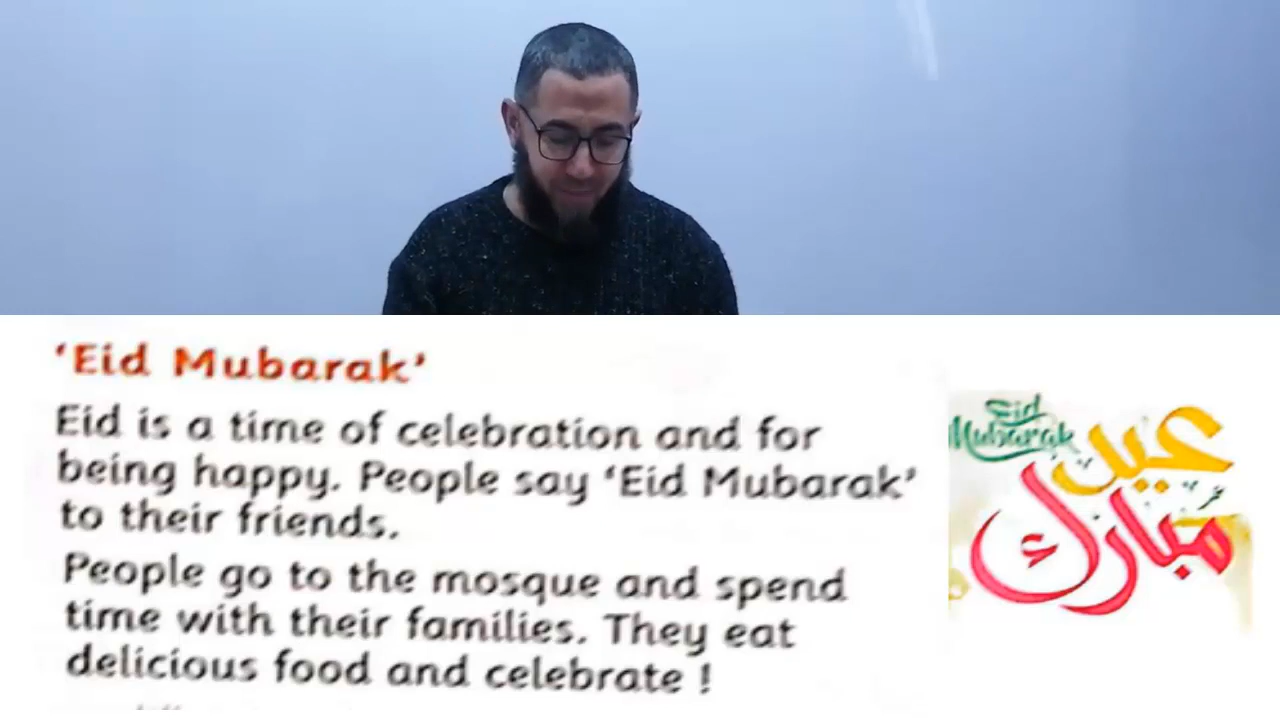 ‘Eid Mubarak’
Eid is a time of celebration and for
being happy. People say ‘Eid Mubarak’
to their friends.
People go to the mosque and spend
time with their families. They eat
delicious food and celebrate !
Eid
Mubarak
عيد
مبارك